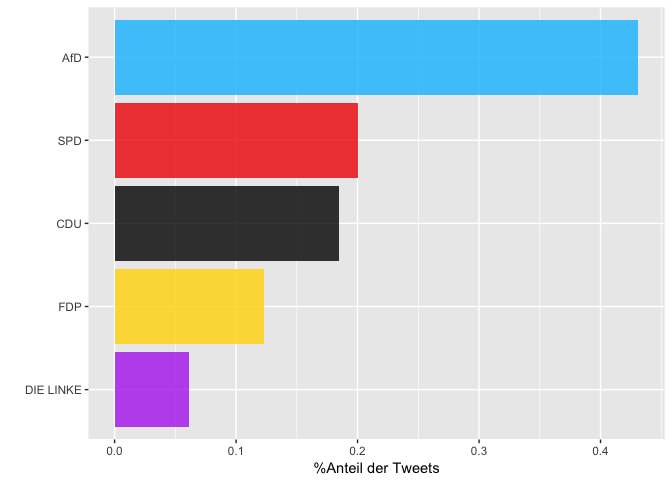 AfD
SPD
CDU
FDP
DIE LINKE
0.0 0.1 0.2 0.3 0.4
%Anteil der Tweets